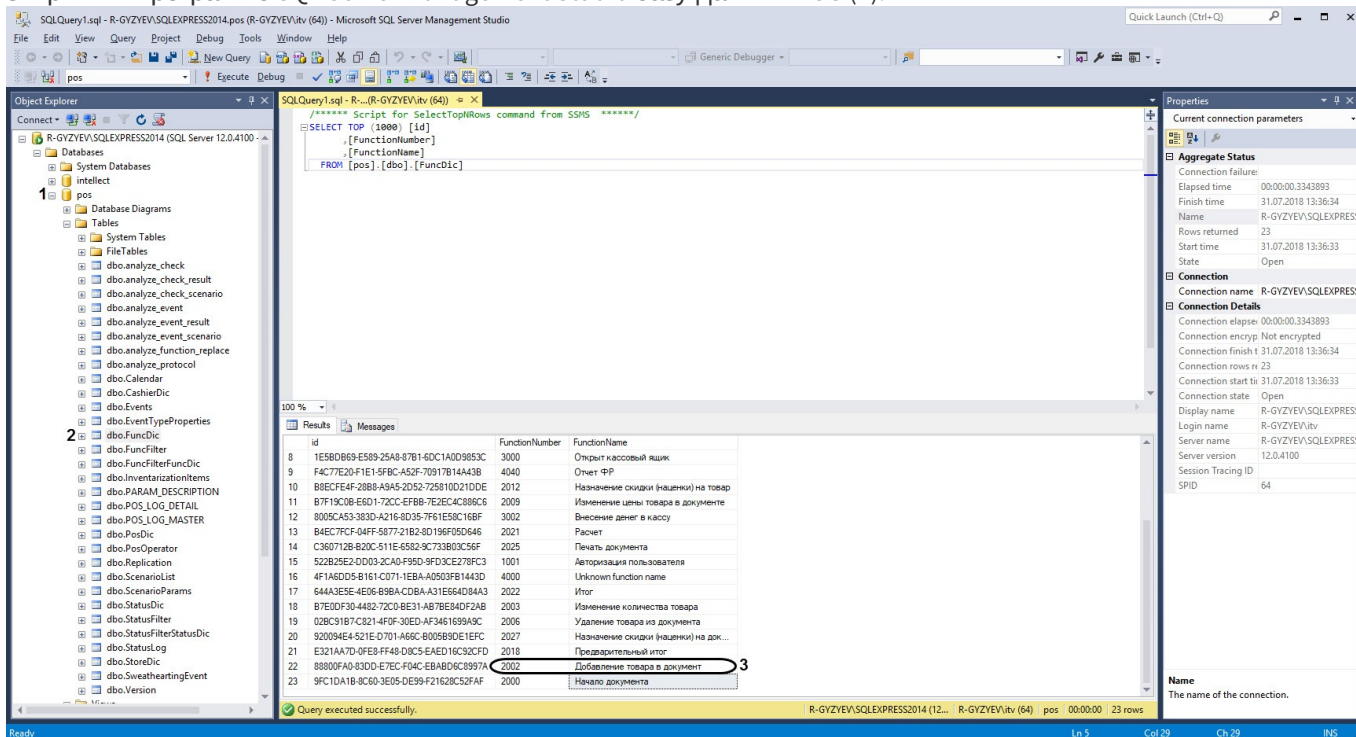 SQLQuery1.sql - R-GYZYEV\SQLEXPRESS2014.pos (R-GYZYEV\itv (64)) - Microsoft SQL Server Management Studio
Quick Launch (Ctrl+Q)
File Edit View Query Project Debug Tools Window Help
New Query
Generic Debugger
pos
Execute Debug
Object Explorer
Connect
R-GYZYEV\SQLEXPRESS2014 (SQL Server 12.0.4100 -
Databases
System Databases
intellect
1 pos
Database Diagrams
Tables
System Tables
FileTables
dbo.analyze_check
dbo.analyze_check_result
dbo.analyze_check_scenario
dbo.analyze_event
dbo.analyze_event_result
dbo.analyze_event_scenario
dbo.analyze_function_replace
dbo.analyze_protocol
dbo.Calendar
dbo.CashierDic
dbo.Events
dbo.EventTypeProperties
2 dbo.FuncDic
dbo.FuncFilter
dbo.FuncFilterFuncDic
dbo.InventarizationItems
dbo.PARAM_DESCRIPTION
dbo.POS_LOG_DETAIL
dbo.POS_LOG_MASTER
dbo.PosDic
dbo.PosOperator
dbo.Replication
dbo.ScenarioList
dbo.ScenarioParams
dbo.StatusDic
dbo.StatusFilter
dbo.StatusFilterStatusDic
dbo.StatusLog
dbo.StoreDic
dbo.SweatheartingEvent
dbo.Version
SQLQuery1.sql - R-...(R-GYZYEV\itv (64))
/****** Script for SelectTopNRows command from SSMS ******/
SELECT TOP (1000) [id]
,[FunctionNumber]
,[FunctionName]
FROM [pos].[dbo].[FuncDic]
100 %
Results Messages
id FunctionNumber FunctionName
8 1E5BDB69-E589-25A8-87B1-6DC1A0D9853C 3000 Открыт кассовый ящик
9 F4C77E20-F1E1-5FBC-A52F-70917B14A43B 4040 Отчет ФР
10 B8ECFE4F-28B8-A9A5-2D52-725810D21DDE 2012 Назначение скидки (наценки) на товар
11 B7F19C0B-E6D1-72CC-EFBB-7E2EC4C886C6 2009 Изменение цены товара в документе
12 8005CA53-383D-A216-8D35-7F61E58C16BF 3002 Внесение денег в кассу
13 B4EC7FCF-04FF-5877-21B2-8D196F05D646 2021 Расчет
14 C360712B-B20C-511E-6582-9C733B03C56F 2025 Печать документа
15 522B25E2-DD03-2CA0-F95D-9FD3CE278FC3 1001 Авторизация пользователя
16 4F1A6DD5-B161-C071-1EBA-A0503FB1443D 4000 Unknown function name
17 644A3E5E-4E06-B9BA-CDBA-A31E664D84A3 2022 Итог
18 B7E0DF30-4482-72C0-BE31-AB7BE84DF2AB 2003 Изменение количества товара
19 02BC91B7-C821-4F0F-30ED-AF3461699A9C 2006 Удаление товара из документа
20 920094E4-521E-D701-A66C-B005B9DE1EFC 2027 Назначение скидки (наценки) на док...
21 E321AA7D-0FE8-FF48-D8C5-EAED16C92CFD 2018 Предварительный итог
22 88800FA0-83DD-E7EC-F04C-EBABD6C8997A 2002 Добавление товара в документ 3
23 9FC1DA1B-8C60-3E05-DE99-F21628C52FAF 2000 Начало документа
Query executed successfully.
R-GYZYEV\SQLEXPRESS2014 (12... R-GYZYEV\itv (64) pos 00:00:00 23 rows
Properties
Current connection parameters
Aggregate Status
Connection failure
Elapsed time 00:00:00.3343893
Finish time 31.07.2018 13:36:34
Name R-GYZYEV\SQLEXPRES
Rows returned 23
Start time 31.07.2018 13:36:33
State Open
Connection
Connection name R-GYZYEV\SQLEXPRES
Connection Details
Connection elapse 00:00:00.3343893
Connection encryp Not encrypted
Connection finish t 31.07.2018 13:36:34
Connection rows re 23
Connection start ti 31.07.2018 13:36:33
Connection state Open
Display name R-GYZYEV\SQLEXPRES
Login name R-GYZYEV\itv
Server name R-GYZYEV\SQLEXPRES
Server version 12.0.4100
Session Tracing ID
SPID 64
Name
The name of the connection.
Ready Ln 5 Col 29 Ch 29 INS